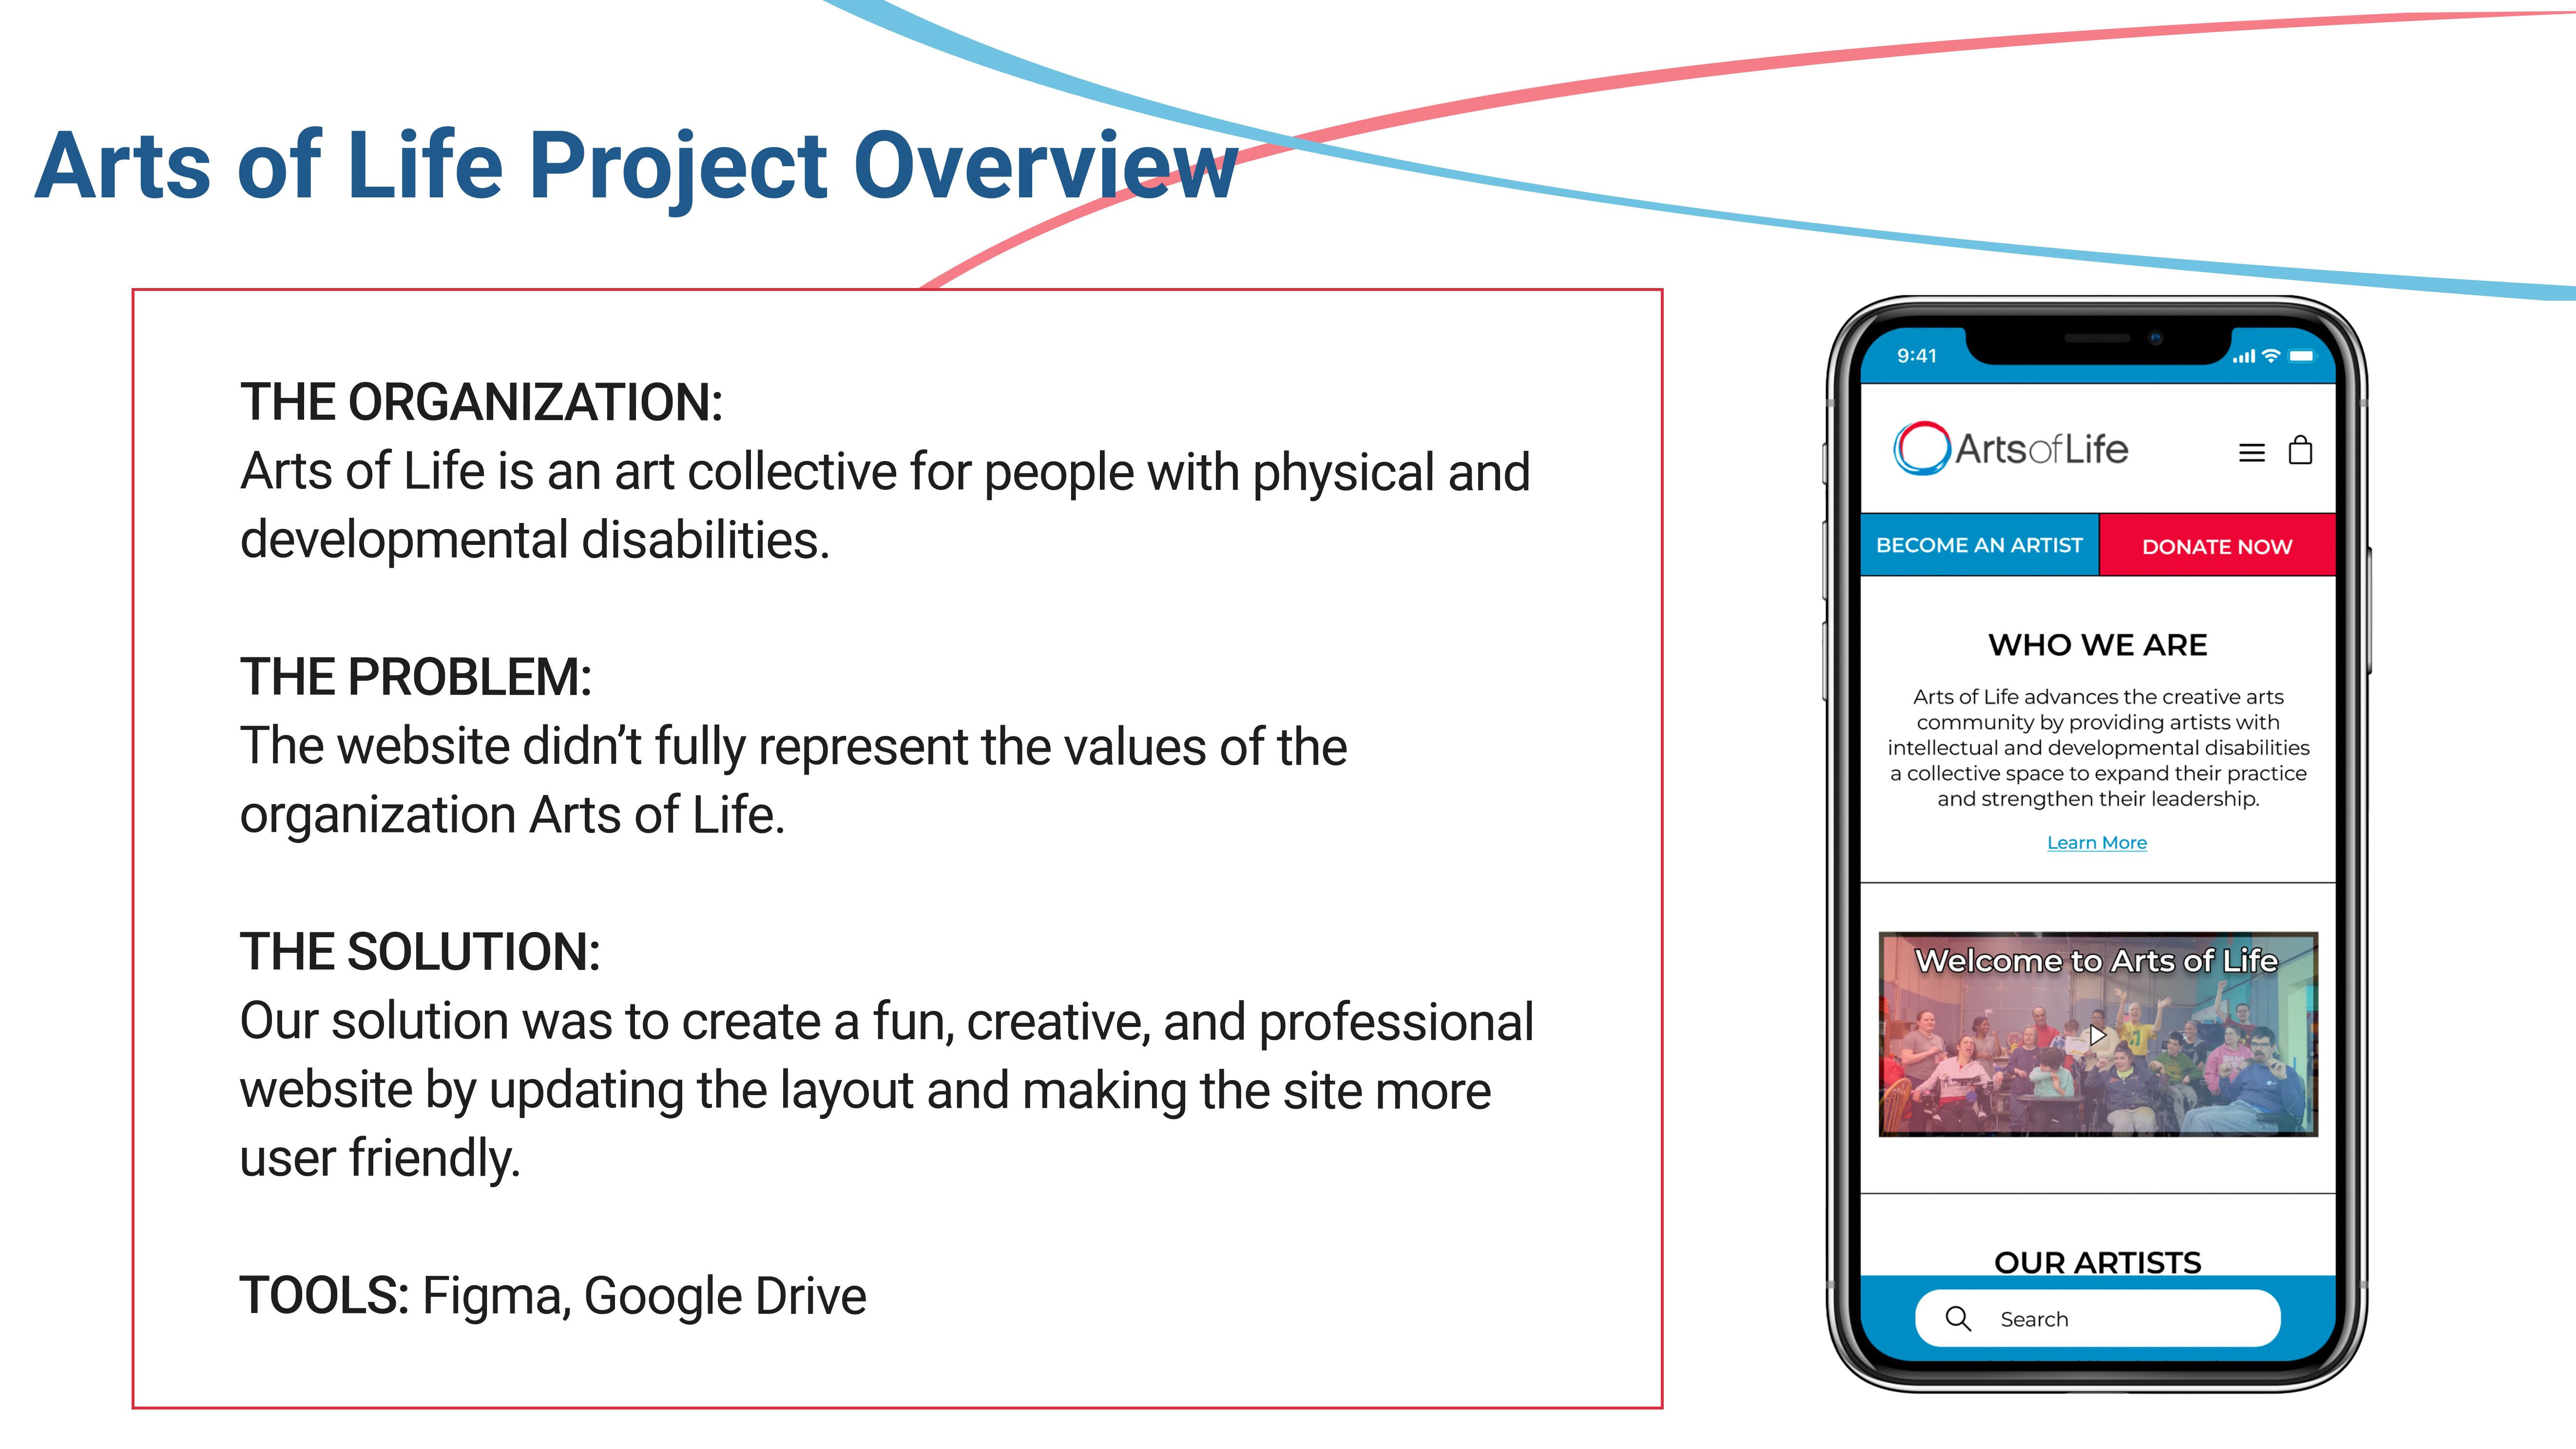 Arts of Life Project Overview
THE ORGANIZATION:
Arts of Life is an art collective for people with physical and
developmental disabilities.
THE PROBLEM:
The website didn’t fully represent the values of the
organization Arts of Life.
THE SOLUTION:
Our solution was to create a fun, creative, and professional
website by updating the layout and making the site more
user friendly.
TOOLS: Figma, Google Drive
9:41
ArtsofLife
BECOME AN ARTIST
DONATE NOW
WHO WE ARE
Arts of Life advances the creative arts
community by providing artists with
intellectual and developmental disabilities
a collective space to expand their practice
and strengthen their leadership.
Learn More
Welcome to Arts of Life
OUR ARTISTS
Search